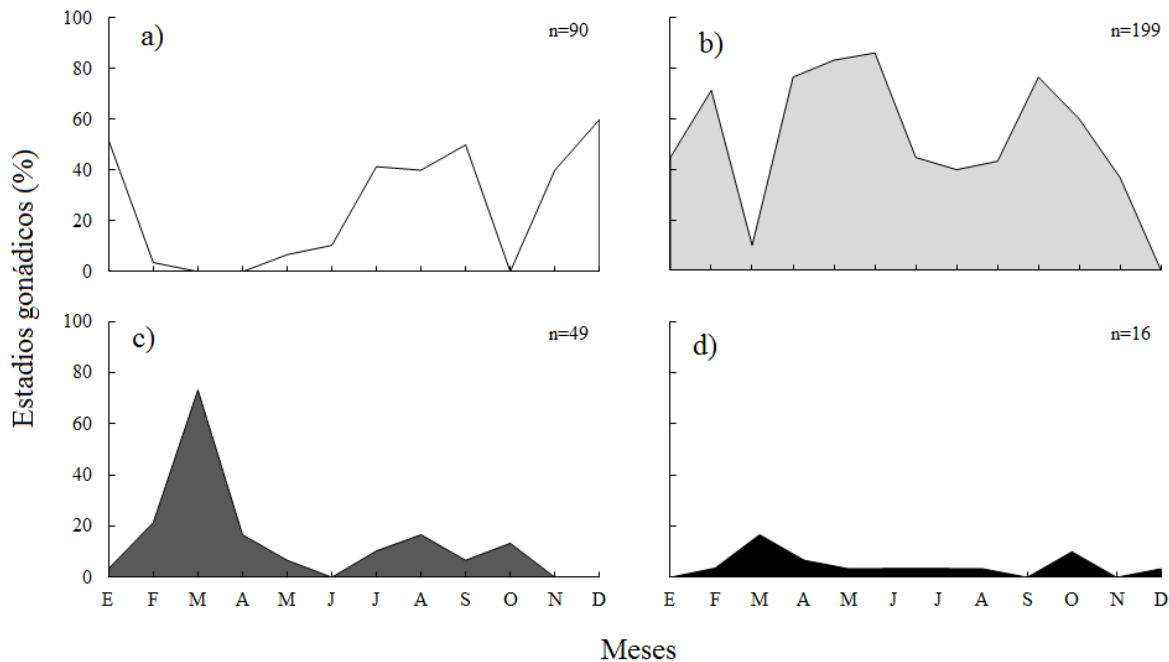 a)
n=90
b)
n=199
100
80
60
40
20
0
Estadios gonádicos (%)
c)
n=49
d)
n=16
100
80
60
40
20
0
E F M A M J J A S O N D
E F M A M J J A S O N D
Meses